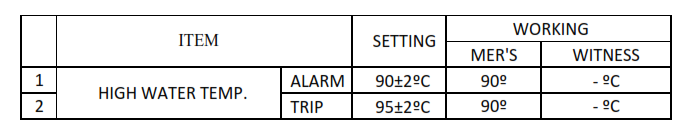 ITEM SETTING WORKING
MER'S WITNESS
1 HIGH WATER TEMP. ALARM 90±2ºC 90º - ºC
2 TRIP 95±2ºC 90º - ºC